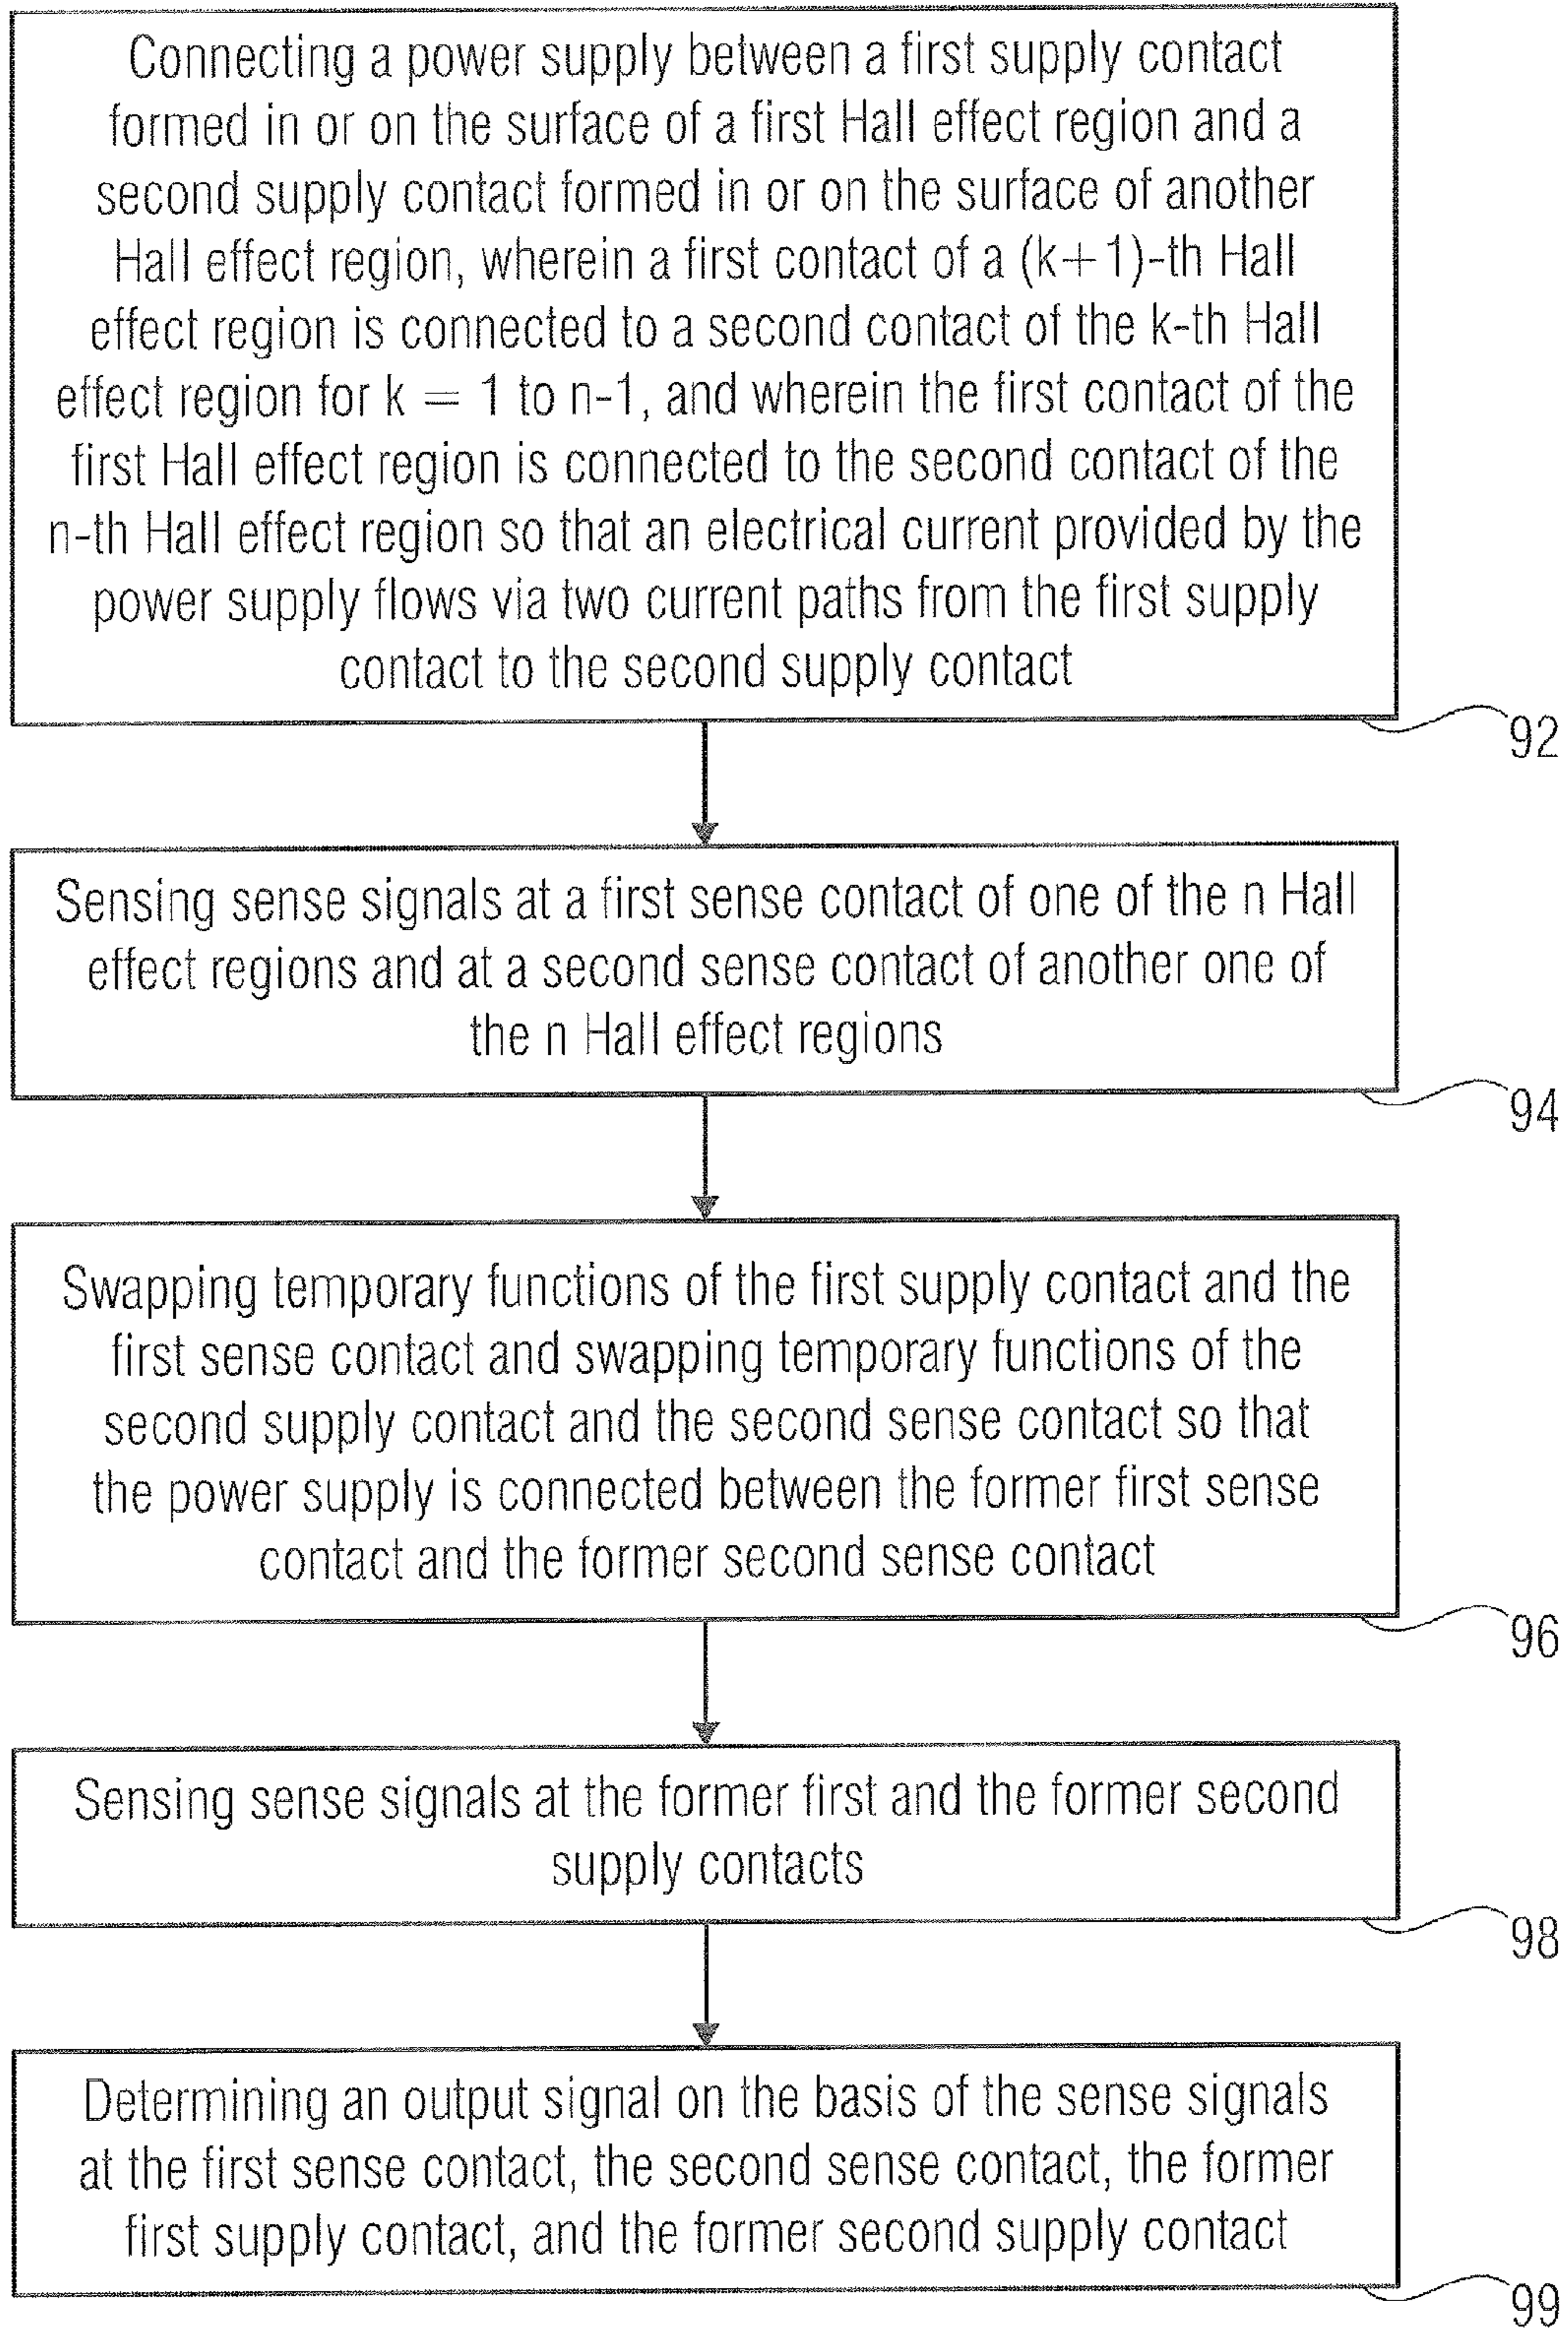 Connecting a power supply between a first supply contact
formed in or on the surface of a first Hall effect region and a
second supply contact formed in or on the surface of another
Hall effect region, wherein a first contact of a (k+1)-th Hall
effect region is connected to a second contact of the k-th Hall
effect region for k = 1 to n-1, and wherein the first contact of the
first Hall effect region is connected to the second contact of the
n-th Hall effect region so that an electrical current provided by the
power supply flows via two current paths from the first supply
contact to the second supply contact
92
Sensing sense signals at a first sense contact of one of the n Hall
effect regions and at a second sense contact of another one of
the n Hall effect regions
94
Swapping temporary functions of the first supply contact and the
first sense contact and swapping temporary functions of the
second supply contact and the second sense contact so that
the power supply is connected between the former first sense
contact and the former second sense contact
96
Sensing sense signals at the former first and the former second
supply contacts
98
Determining an output signal on the basis of the sense signals
at the first sense contact, the second sense contact, the former
first supply contact, and the former second supply contact
99